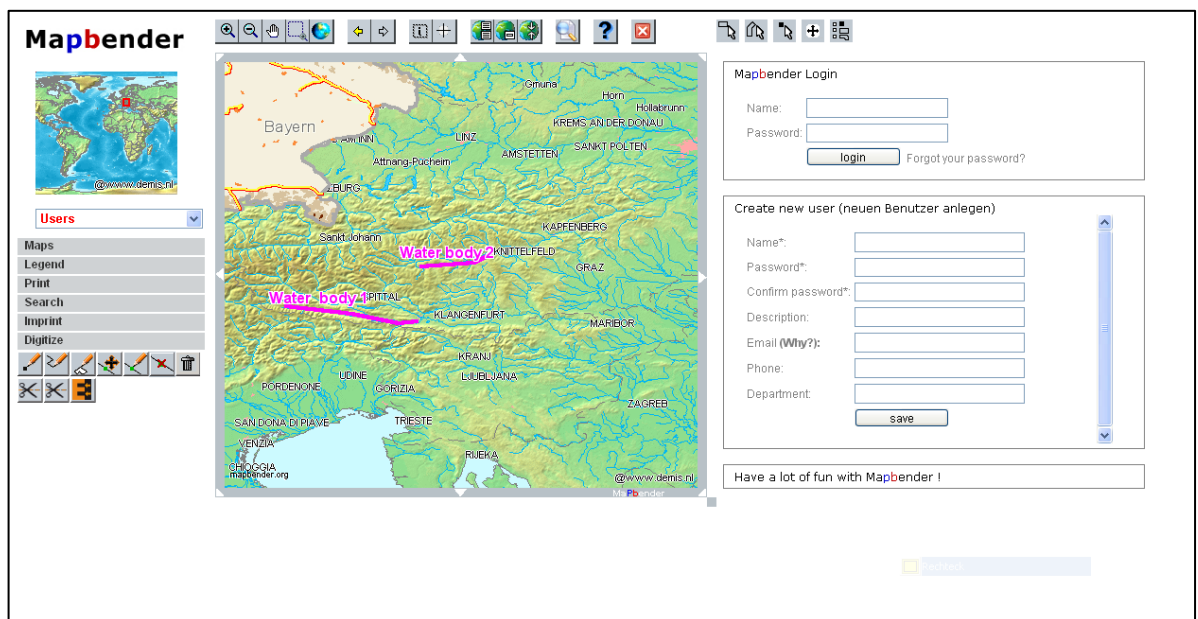 Mapbender
@www.demis.nl
Users
Maps
Legend
Print
Search
Imprint
Digitize
Gmuna
Horn
Hollabrunn
Bayern
KREMS AN DER DONAU
LINZ
AMSTETTEN
SANKT POLTEN
Attnang-Pucheim
ZBURG
KAPFENBERG
Sankt Johann
Water body 2
KNITTELFELD
GRAZ
Water body 1
PITTAL
KLANGENFURT
MARIBOR
KRANJ
UDINE
LJUBLJANA
PORDENONE
GORIZIA
ZAGREB
SAN DONA DI PIAVE
TRIESTE
VENZIA
RIJEKA
CHIOGGIA
mapbender.org
@www.demis.nl
MaPbender
Mapbender Login
Name:
Password:
login Forgot your password?
Create new user (neuen Benutzer anlegen)
Name*:
Password*:
Confirm password*:
Description:
Email (Why?):
Phone:
Department:
save
Have a lot of fun with Mapbender !
Rechteck